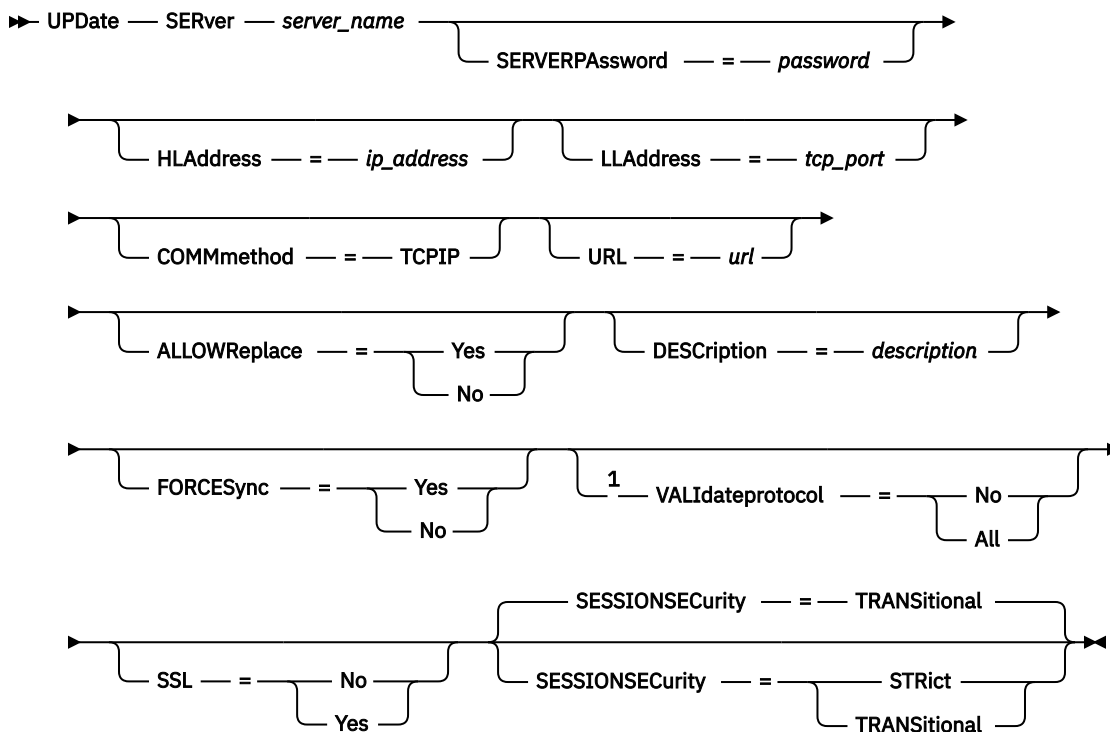 UPDate SERver server_name
SERVERPAssword = password
HLAddress = ip_address LLAddress = tcp_port
COMMmethod = TCPIP URL = url
ALLOWReplace = Yes DESCription = description
No
FORCESync = Yes 1 VALIdateprotocol = No
No All
SESSIONSECurity = TRANSitional
SSL = No SESSIONSECurity = STRict
Yes TRANSitional